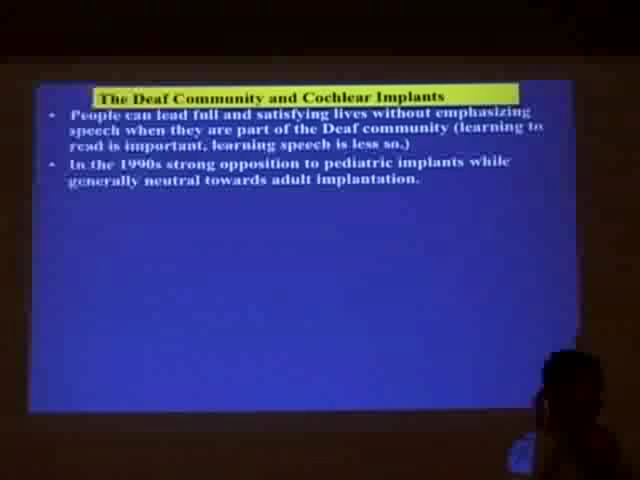 The Deaf Community and Cochlear Implants
• People can lead full and satisfying lives without emphasizing
speech when they are part of the Deaf community (learning to
read is important, learning speech is less so.)
• In the 1990s strong opposition to pediatric implants while
generally neutral towards adult implantation.